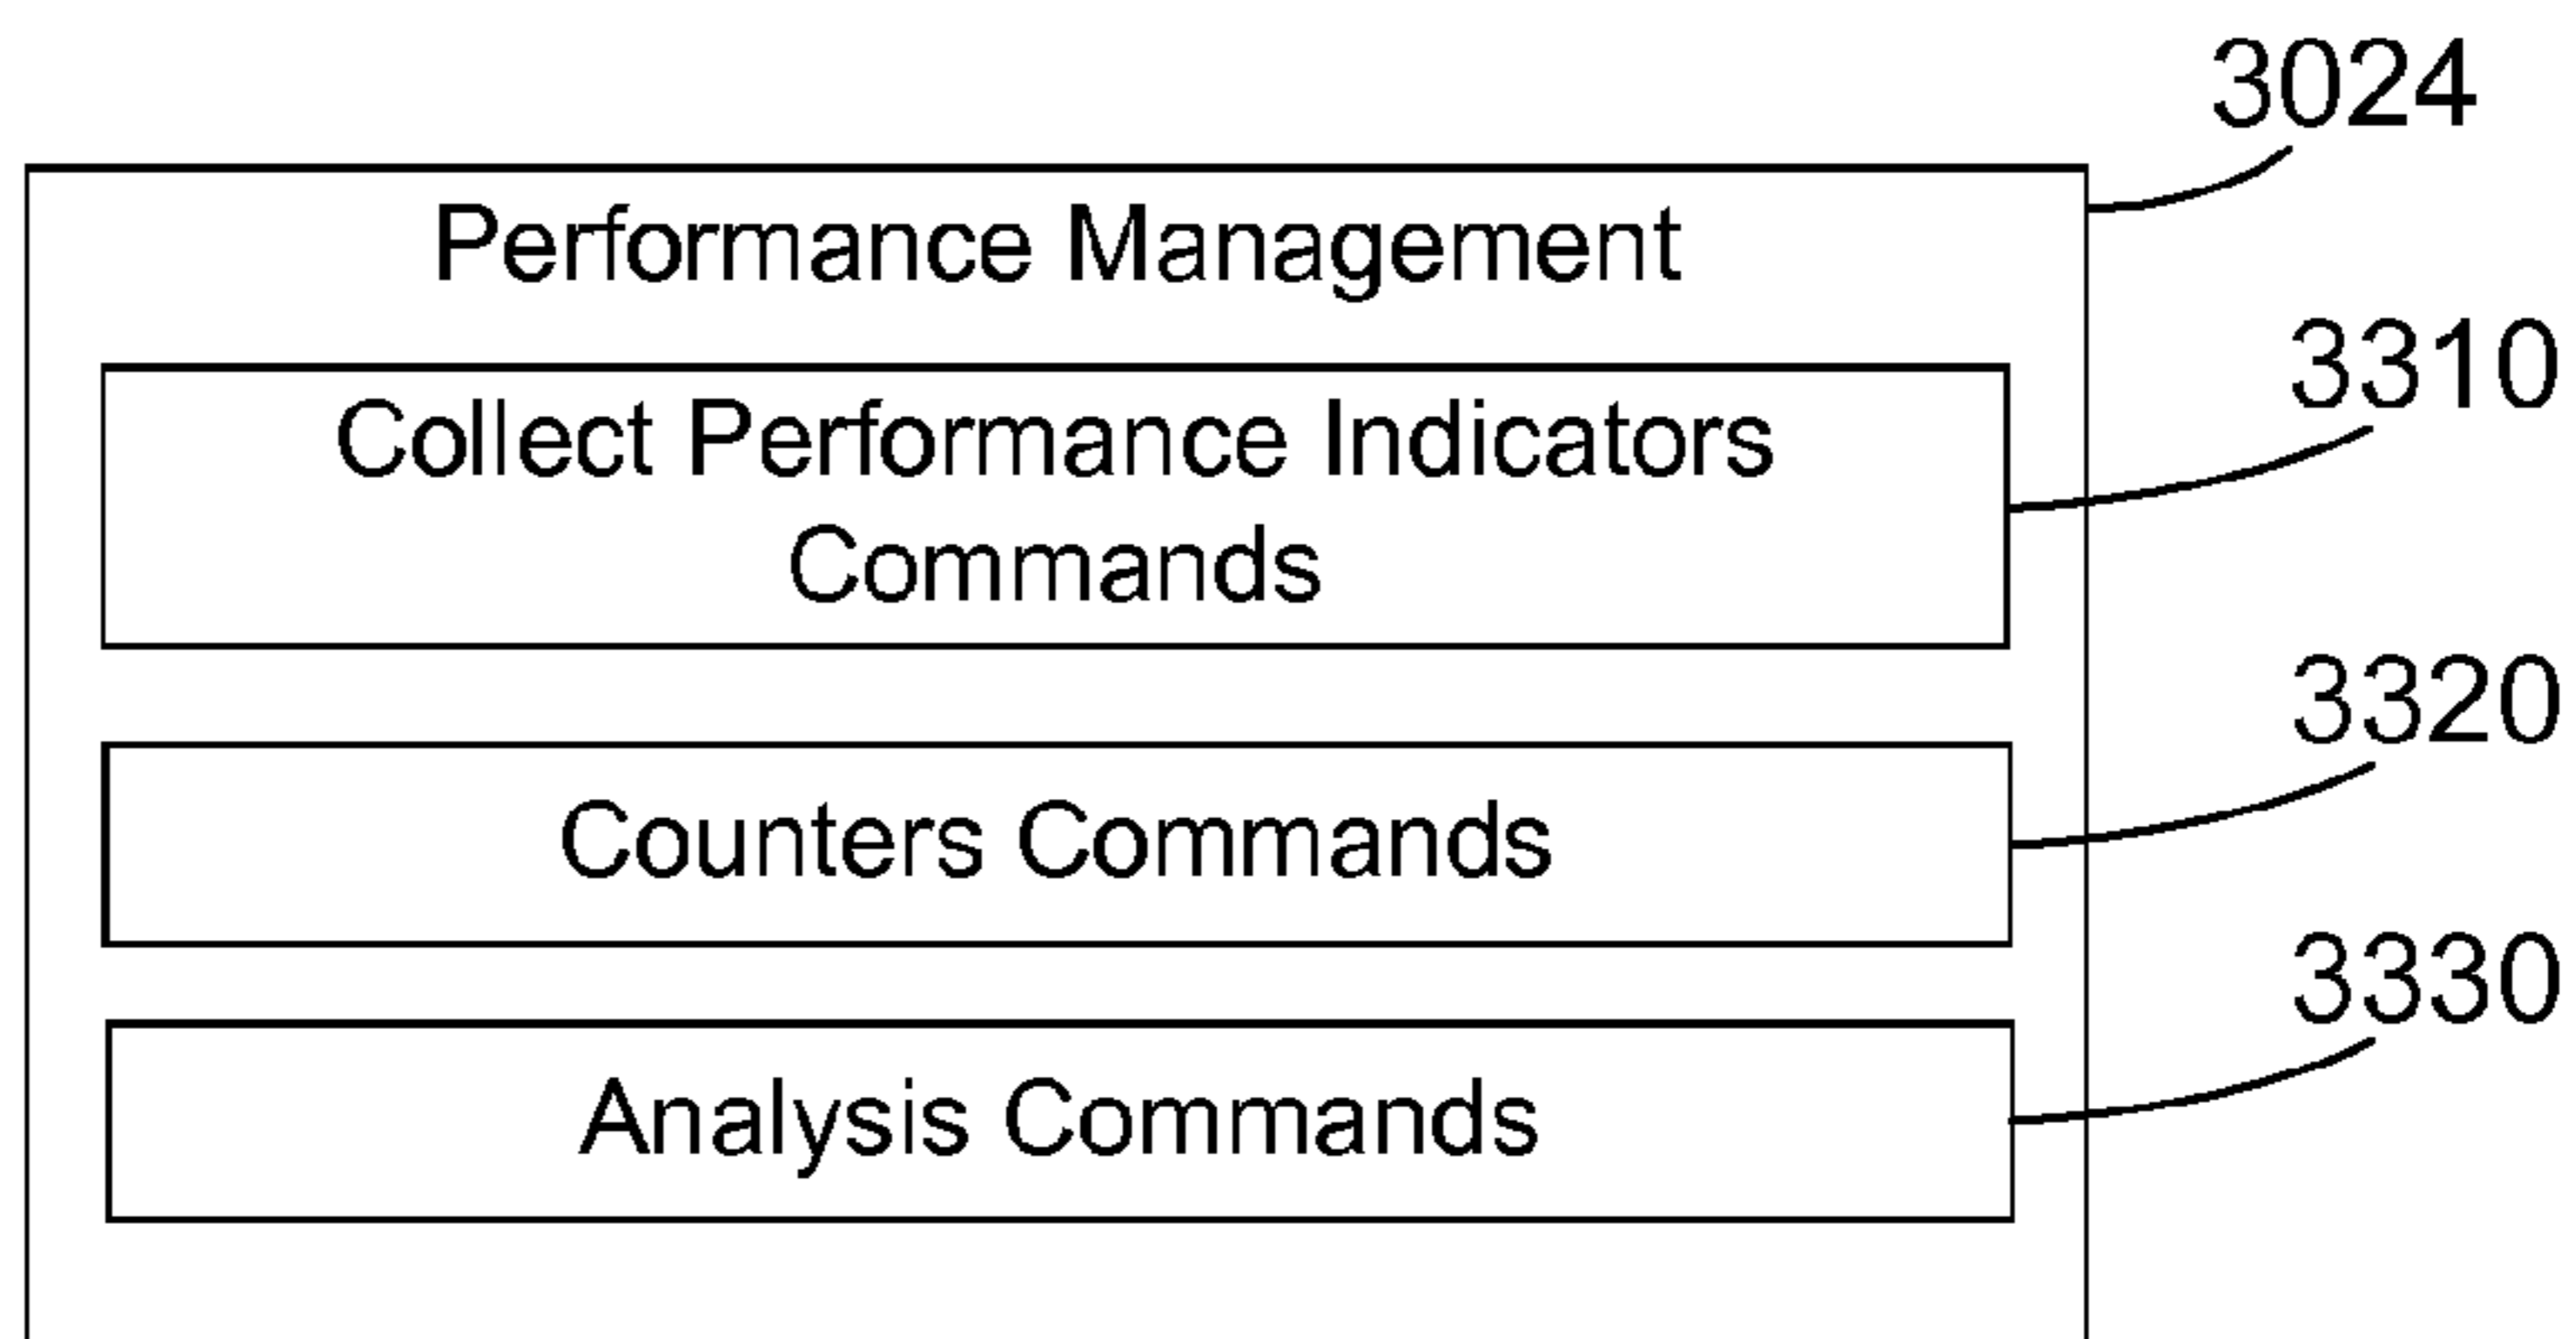 3024
Performance Management
3310
Collect Performance Indicators
Commands
3320
Counters Commands
3330
Analysis Commands